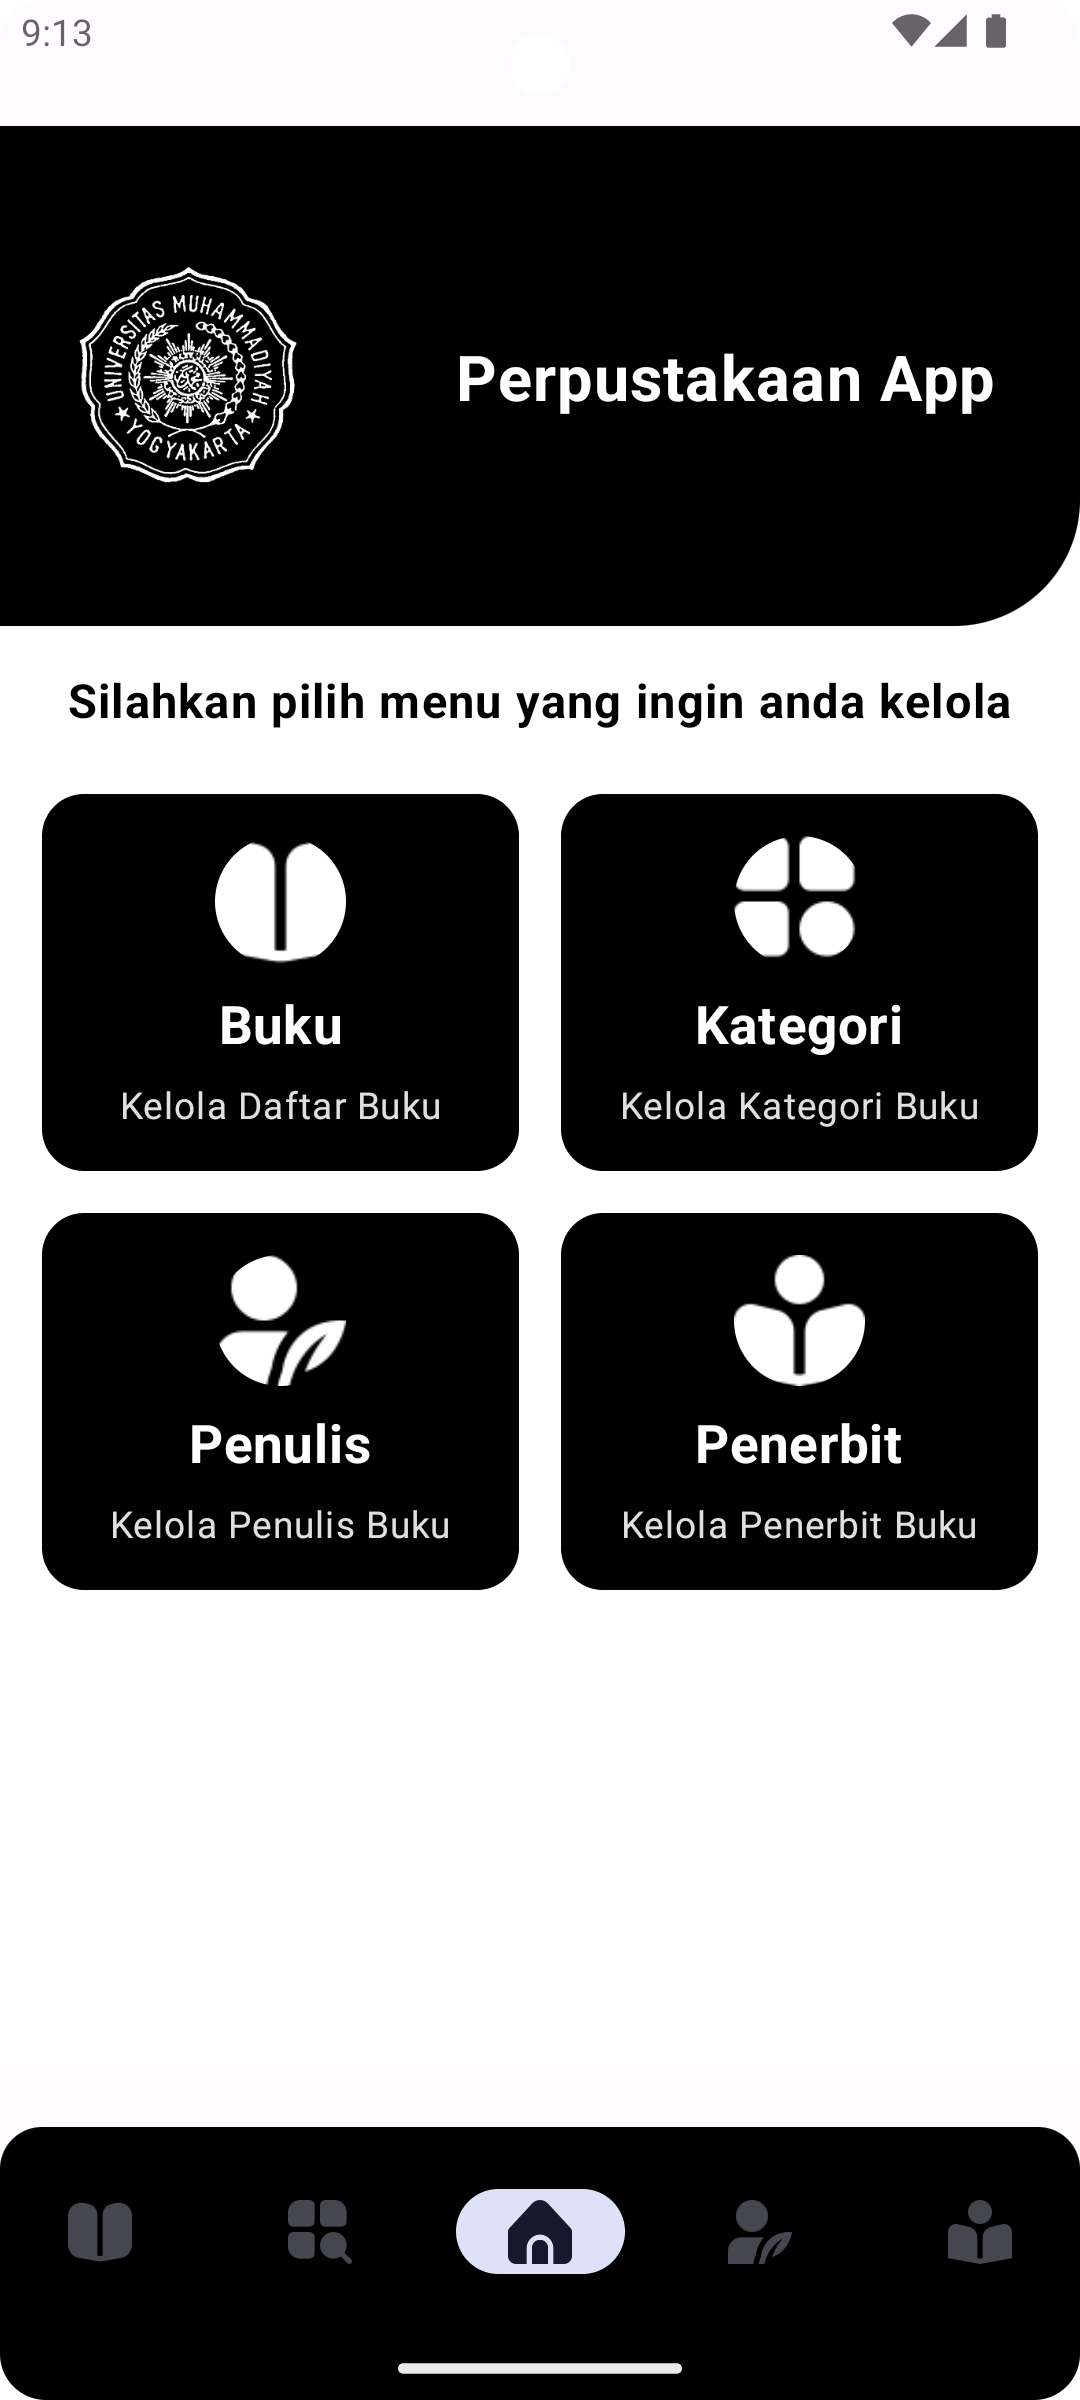 9:13
UNIVERSITAS MUHAMMADIYAH
YOGYAKARTA
Perpustakaan App
Silahkan pilih menu yang ingin anda kelola
Buku
Kelola Daftar Buku
Kategori
Kelola Kategori Buku
Penulis
Kelola Penulis Buku
Penerbit
Kelola Penerbit Buku